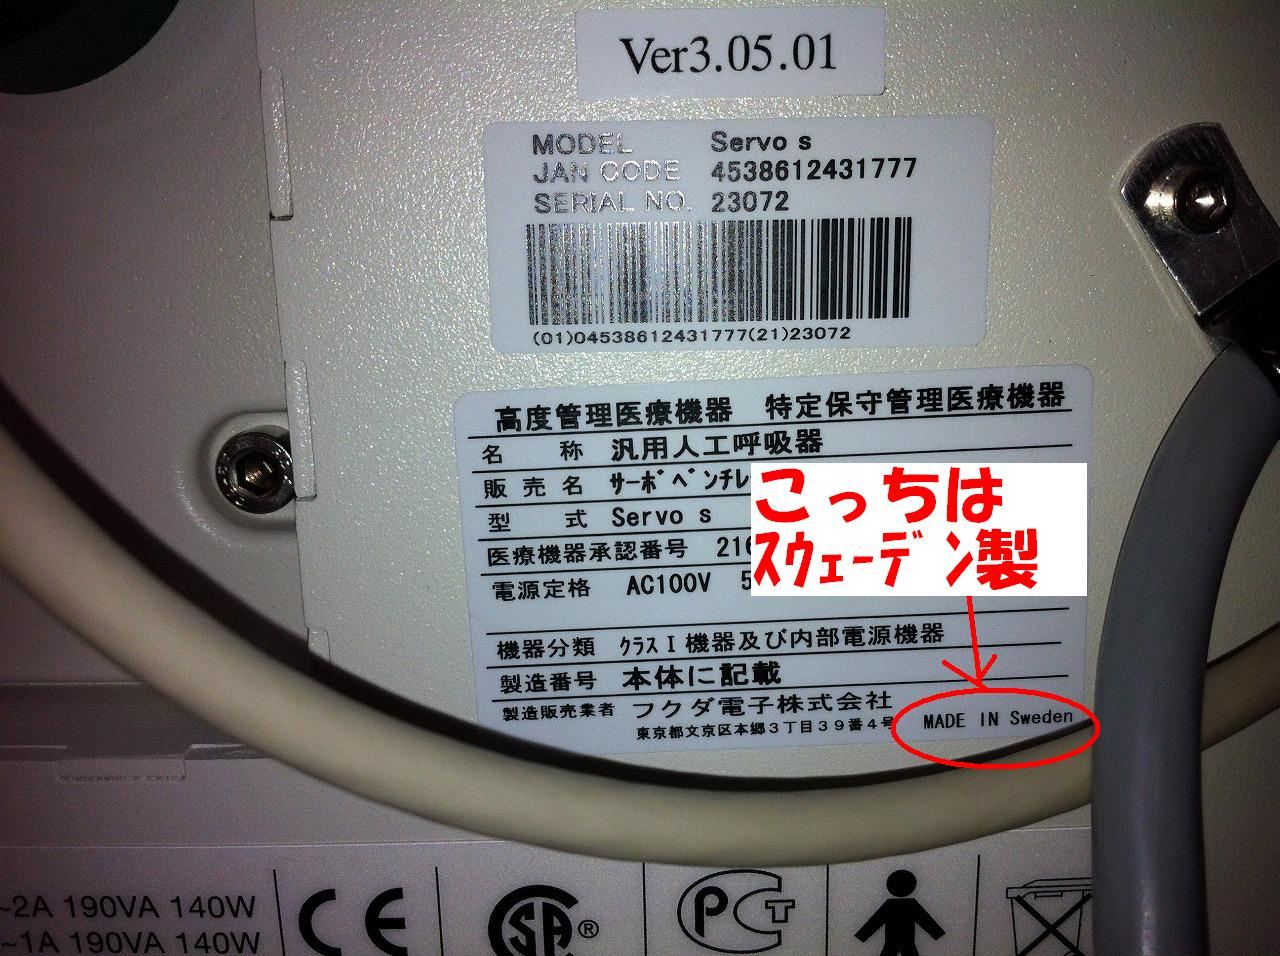 Ver3.05.01
MODEL Servo s
JAN CODE 4538612431777
SERIAL NO. 23072
(01)04538612431777(21)23072
高度管理医療機器 特定保守管理医療機器
名 称 汎用人工呼吸器
販 売 名 サーボベンチレ
こっちは
型 式 Servo s
医療機器承認番号 216
スウェーデン製
電源定格 AC100V 5
機器分類 クラスⅠ機器及び内部電源機器
製造番号 本体に記載
製造販売業者 フクダ電子株式会社
東京都文京区本郷3丁目39番4号 MADE IN Sweden
~2A 190VA 140W
~1A 190VA 140W
CE
SA®
PCT